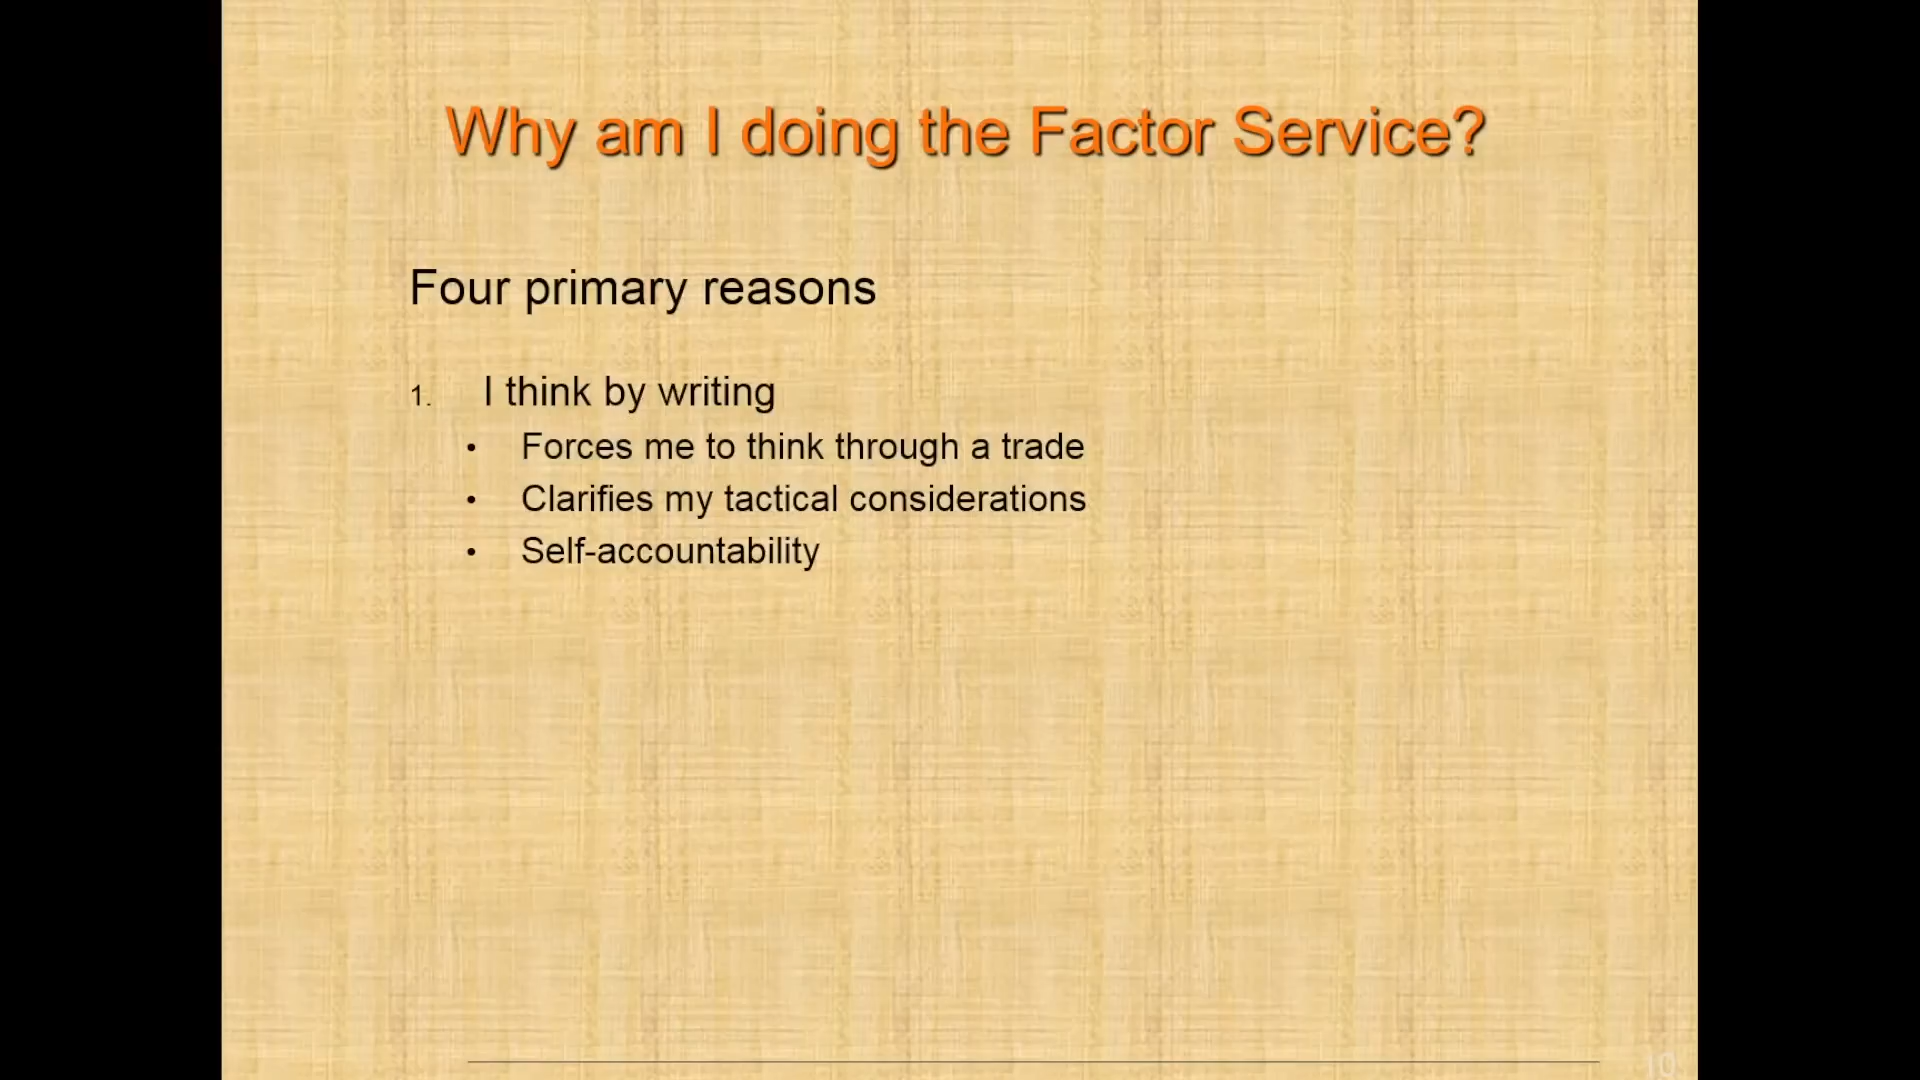 Why am I doing the Factor Service?
Four primary reasons
1. I think by writing
• Forces me to think through a trade
• Clarifies my tactical considerations
• Self-accountability
10